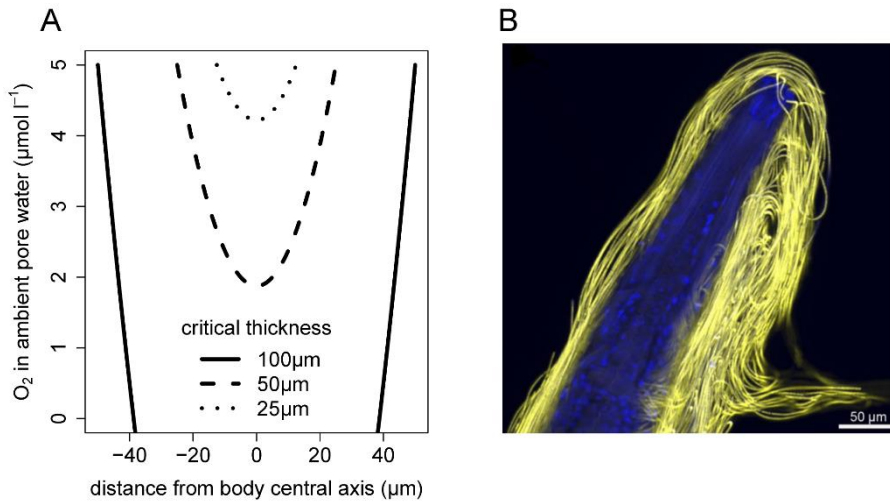 A
O₂ in ambient pore water (µmol l⁻¹)
5
4
3
2
1
0
critical thickness
100µm
50µm
25µm
−40 −20 0 20 40
distance from body central axis (µm)
B
50 µm